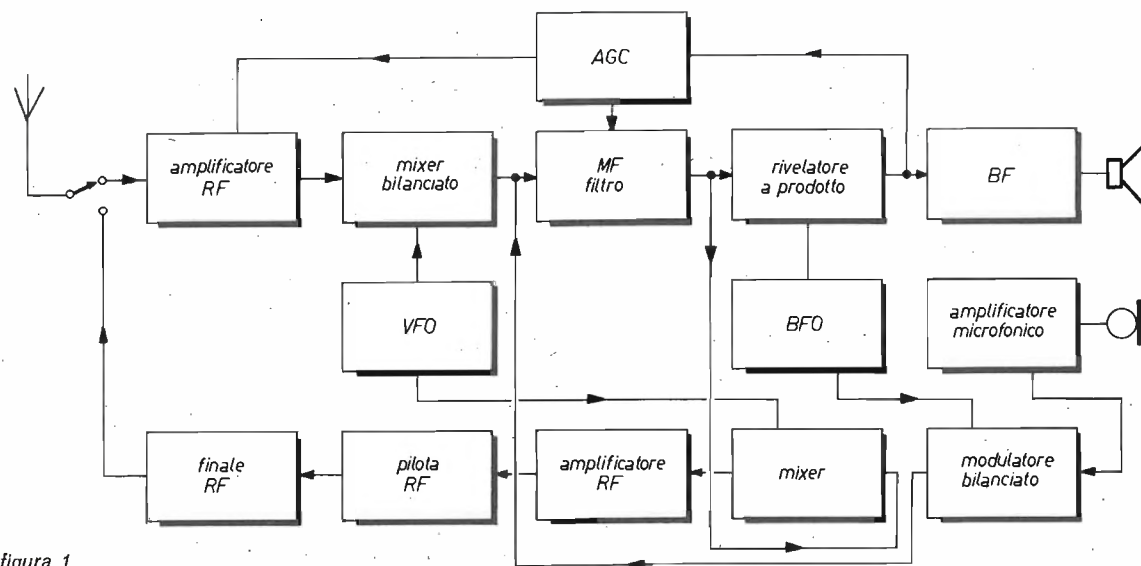 AGC
amplificatore
RF
mixer
bilanciato
MF
filtro
rivelatore
a prodotto
BF
VFO
BFO
amplificatore
microfonico
finale
RF
pilota
RF
amplificatore
RF
mixer
modulatore
bilanciato
figura 1